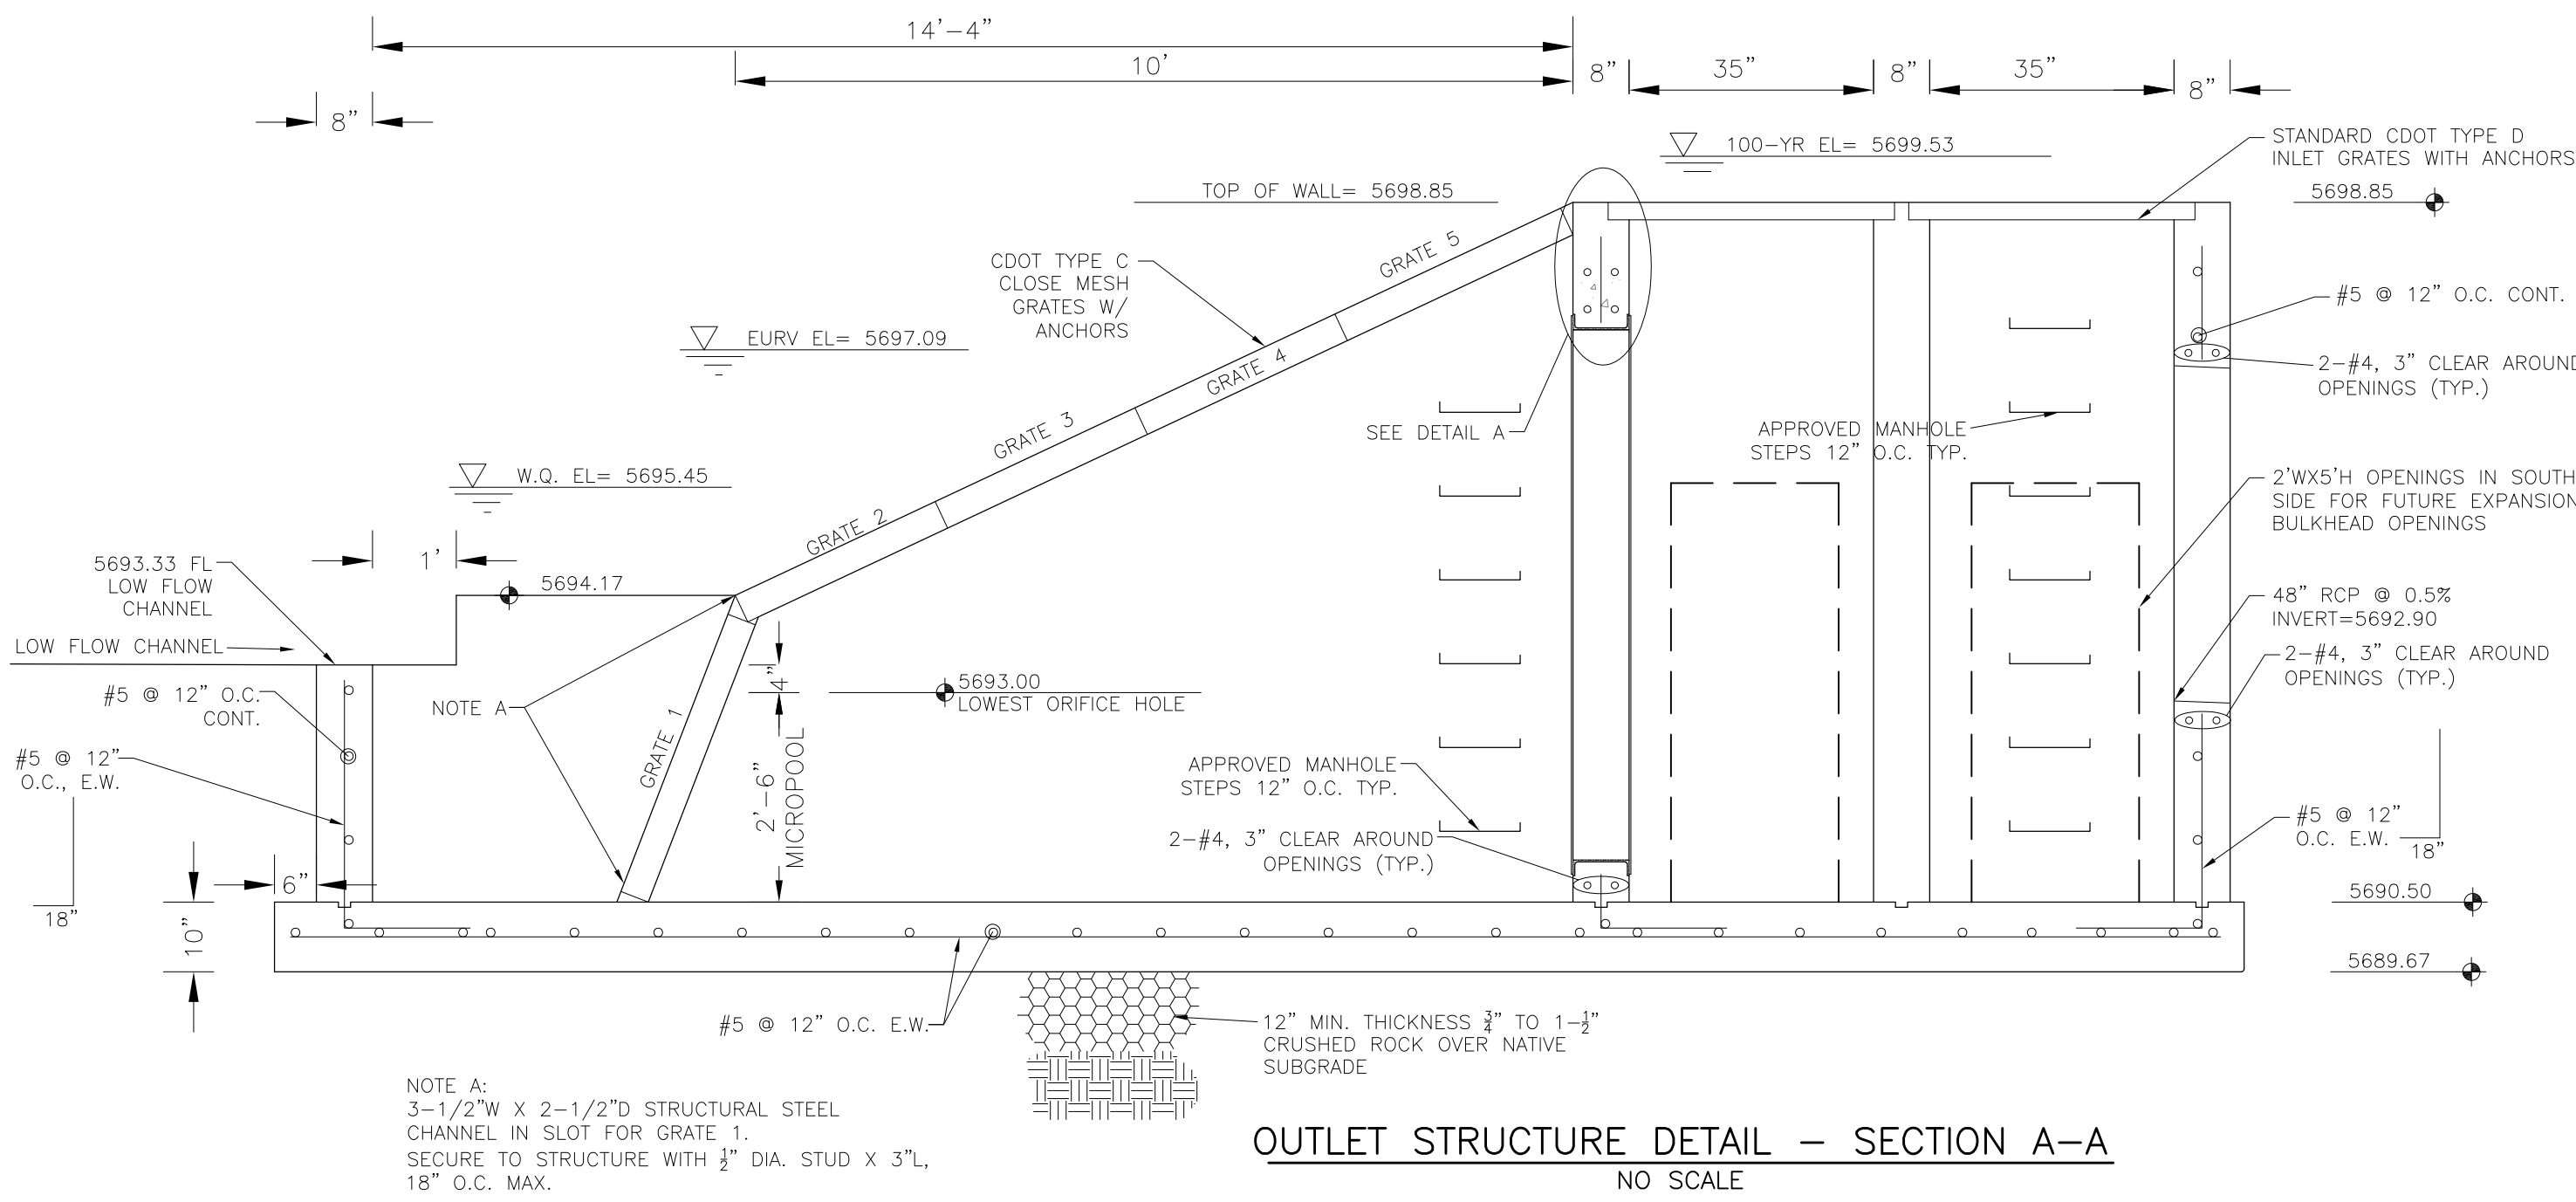 14'-4"
10'
8"
35"
8"
35"
8"
8"
100-YR EL= 5699.53
STANDARD CDOT TYPE D
INLET GRATES WITH ANCHORS
TOP OF WALL= 5698.85
5698.85
CDOT TYPE C
CLOSE MESH
GRATES W/
ANCHORS
GRATE 5
#5 @ 12" O.C. CONT.
EURV EL= 5697.09
GRATE 4
2-#4, 3" CLEAR AROUND
OPENINGS (TYP.)
GRATE 3
SEE DETAIL A
APPROVED MANHOLE
STEPS 12" O.C. TYP.
W.Q. EL= 5695.45
2'WX5'H OPENINGS IN SOUTH
SIDE FOR FUTURE EXPANSION
BULKHEAD OPENINGS
GRATE 2
1'
5693.33 FL
LOW FLOW
CHANNEL
5694.17
48" RCP @ 0.5%
INVERT=5692.90
LOW FLOW CHANNEL
2-#4, 3" CLEAR AROUND
OPENINGS (TYP.)
4"
5693.00
LOWEST ORIFICE HOLE
#5 @ 12" O.C.
CONT.
NOTE A
GRATE 1
2'-6"
MICROPOOL
#5 @ 12"
O.C., E.W.
APPROVED MANHOLE
STEPS 12" O.C. TYP.
2-#4, 3" CLEAR AROUND
OPENINGS (TYP.)
#5 @ 12"
O.C. E.W.
18"
6"
18"
10"
5690.50
5689.67
#5 @ 12" O.C. E.W.
12" MIN. THICKNESS 3/4" TO 1-1/2"
CRUSHED ROCK OVER NATIVE
SUBGRADE
NOTE A:
3-1/2"W X 2-1/2"D STRUCTURAL STEEL
CHANNEL IN SLOT FOR GRATE 1.
SECURE TO STRUCTURE WITH 1/2" DIA. STUD X 3"L,
18" O.C. MAX.
OUTLET STRUCTURE DETAIL - SECTION A-A
NO SCALE